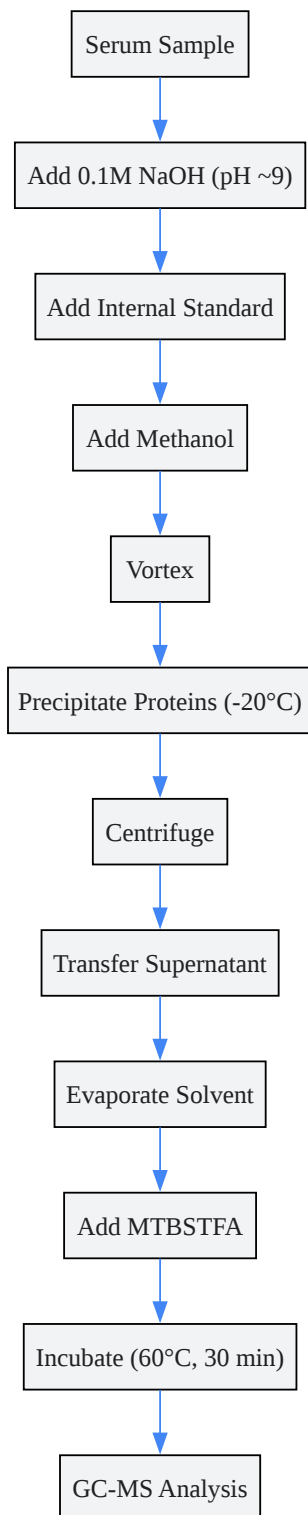 Serum Sample
Add 0.1M NaOH (pH ~9)
Add Internal Standard
Add Methanol
Vortex
Precipitate Proteins (-20°C)
Centrifuge
Transfer Supernatant
Evaporate Solvent
Add MTBSTFA
Incubate (60°C, 30 min)
GC-MS Analysis